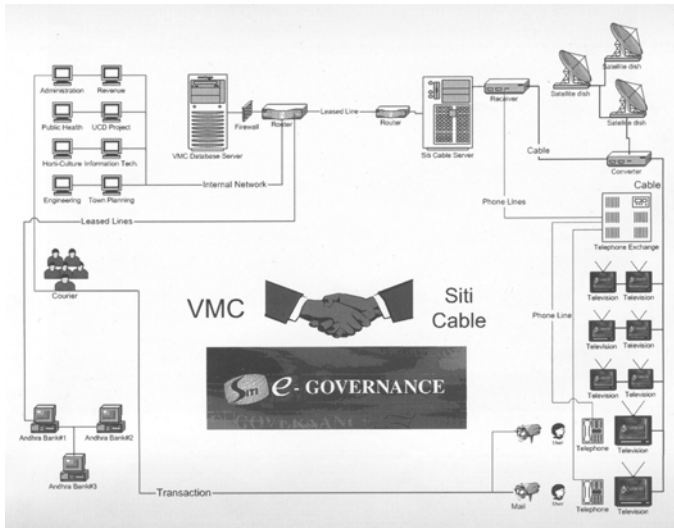 Administration
Revenue
Public Health
UCD Project
Horti-Culture
Information Tech.
Engineering
Town Planning
VMC Database Server
Firewall
Router
Leased Line
Router
Siti Cable Server
Receiver
Satellite dish
Satellite dish
Satellite dish
Cable
Converter
Cable
Internal Network
Leased Lines
Phone Lines
Telephone Exchange
Courier
VMC
Siti
Cable
Siti e- GOVERNANCE
Television
Television
Phone Line
Television
Television
Television
Television
Andhra Bank#1
Andhra Bank#2
Andhra Bank#3
User
Telephone
Television
Transaction
Mail
User
Telephone
Television